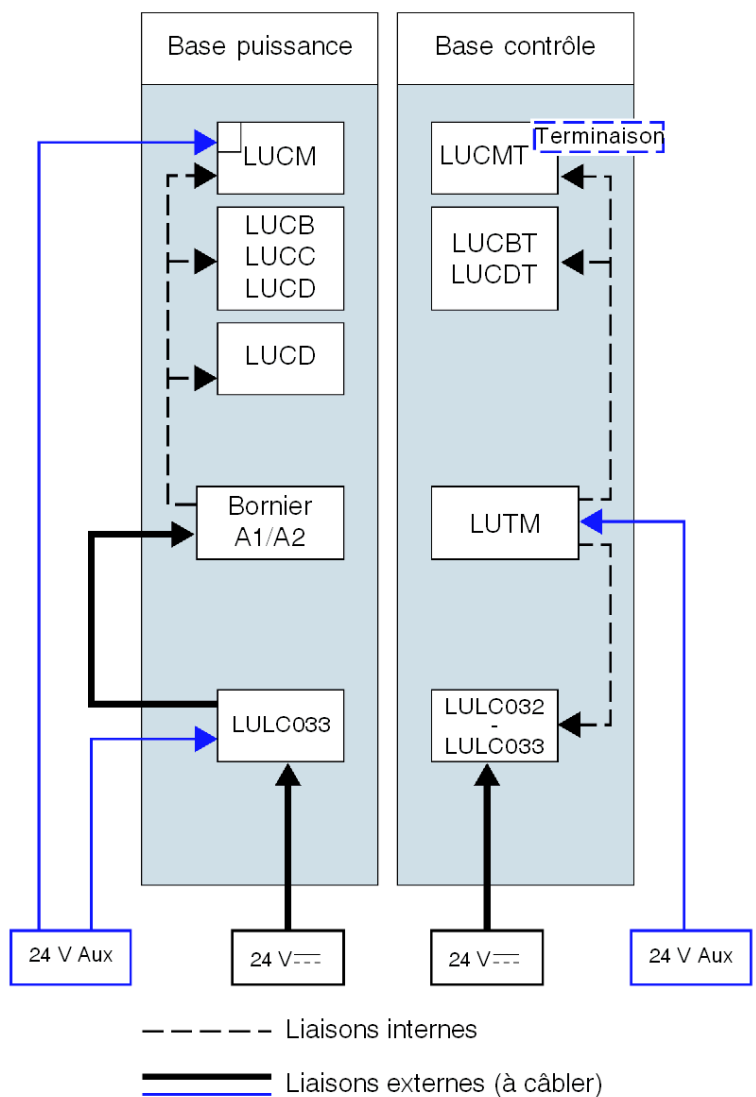 Base puissance
Base contrôle
LUCM
LUCMT
Terminaison
LUCB
LUCC
LUCD
LUCBT
LUCDT
LUCD
Bornier
A1/A2
LUTM
LULC033
LULC032
-
LULC033
24 V Aux
24 V
24 V
24 V Aux
Liaisons internes
Liaisons externes (à câbler)